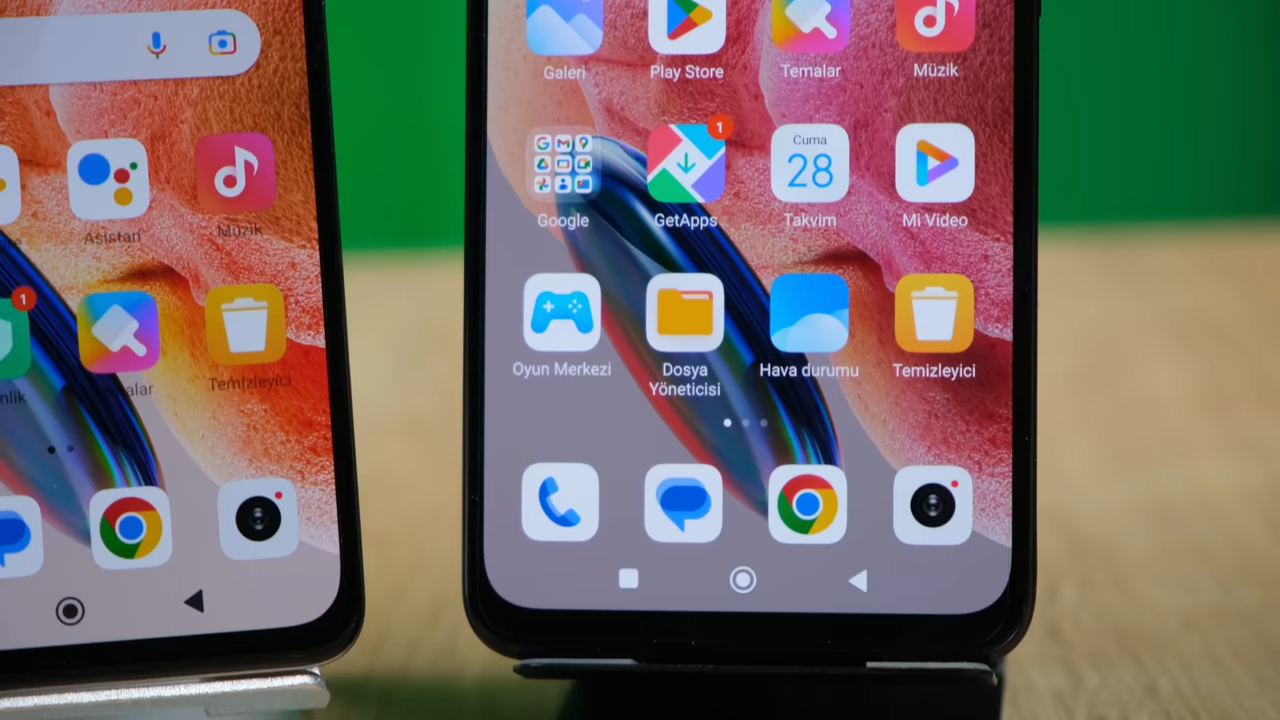 Galeri
Play Store
Temalar
Müzik
Cuma
28
1
Google
GetApps
Takvim
Mi Video
Oyun Merkezi
Dosya
Yöneticisi
Hava durumu
Temizleyici
Asistan
Müzik
1
Temizleyici